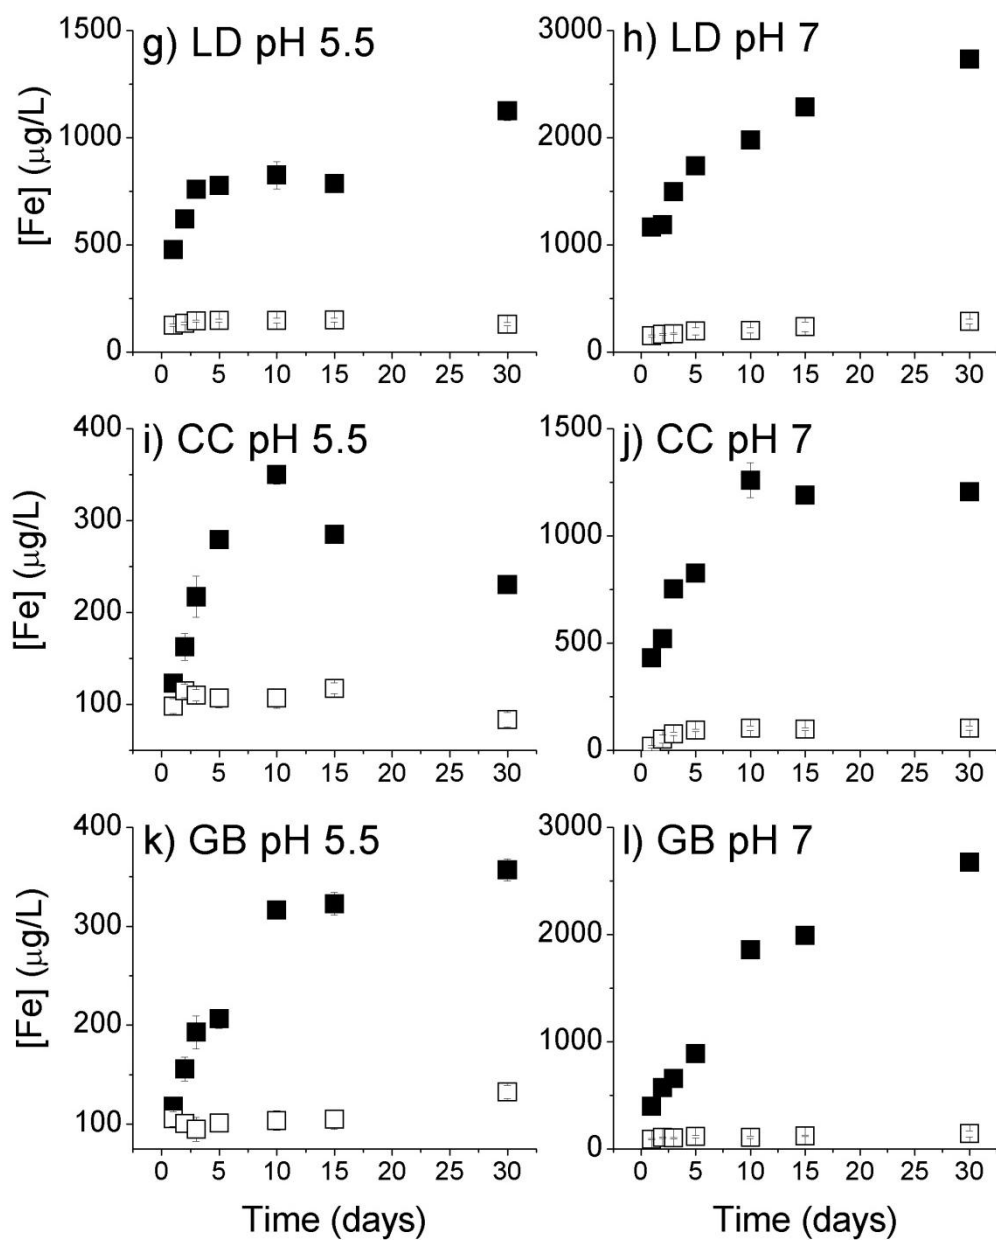 g) LD pH 5.5
h) LD pH 7
[Fe] (μg/L)
1500
1000
500
0
3000
2000
1000
0
0 5 10 15 20 25 30
0 5 10 15 20 25 30
i) CC pH 5.5
j) CC pH 7
[Fe] (μg/L)
400
300
200
100
1500
1000
500
0
0 5 10 15 20 25 30
0 5 10 15 20 25 30
k) GB pH 5.5
l) GB pH 7
[Fe] (μg/L)
400
300
200
100
3000
2000
1000
0
0 5 10 15 20 25 30
0 5 10 15 20 25 30
Time (days)
Time (days)